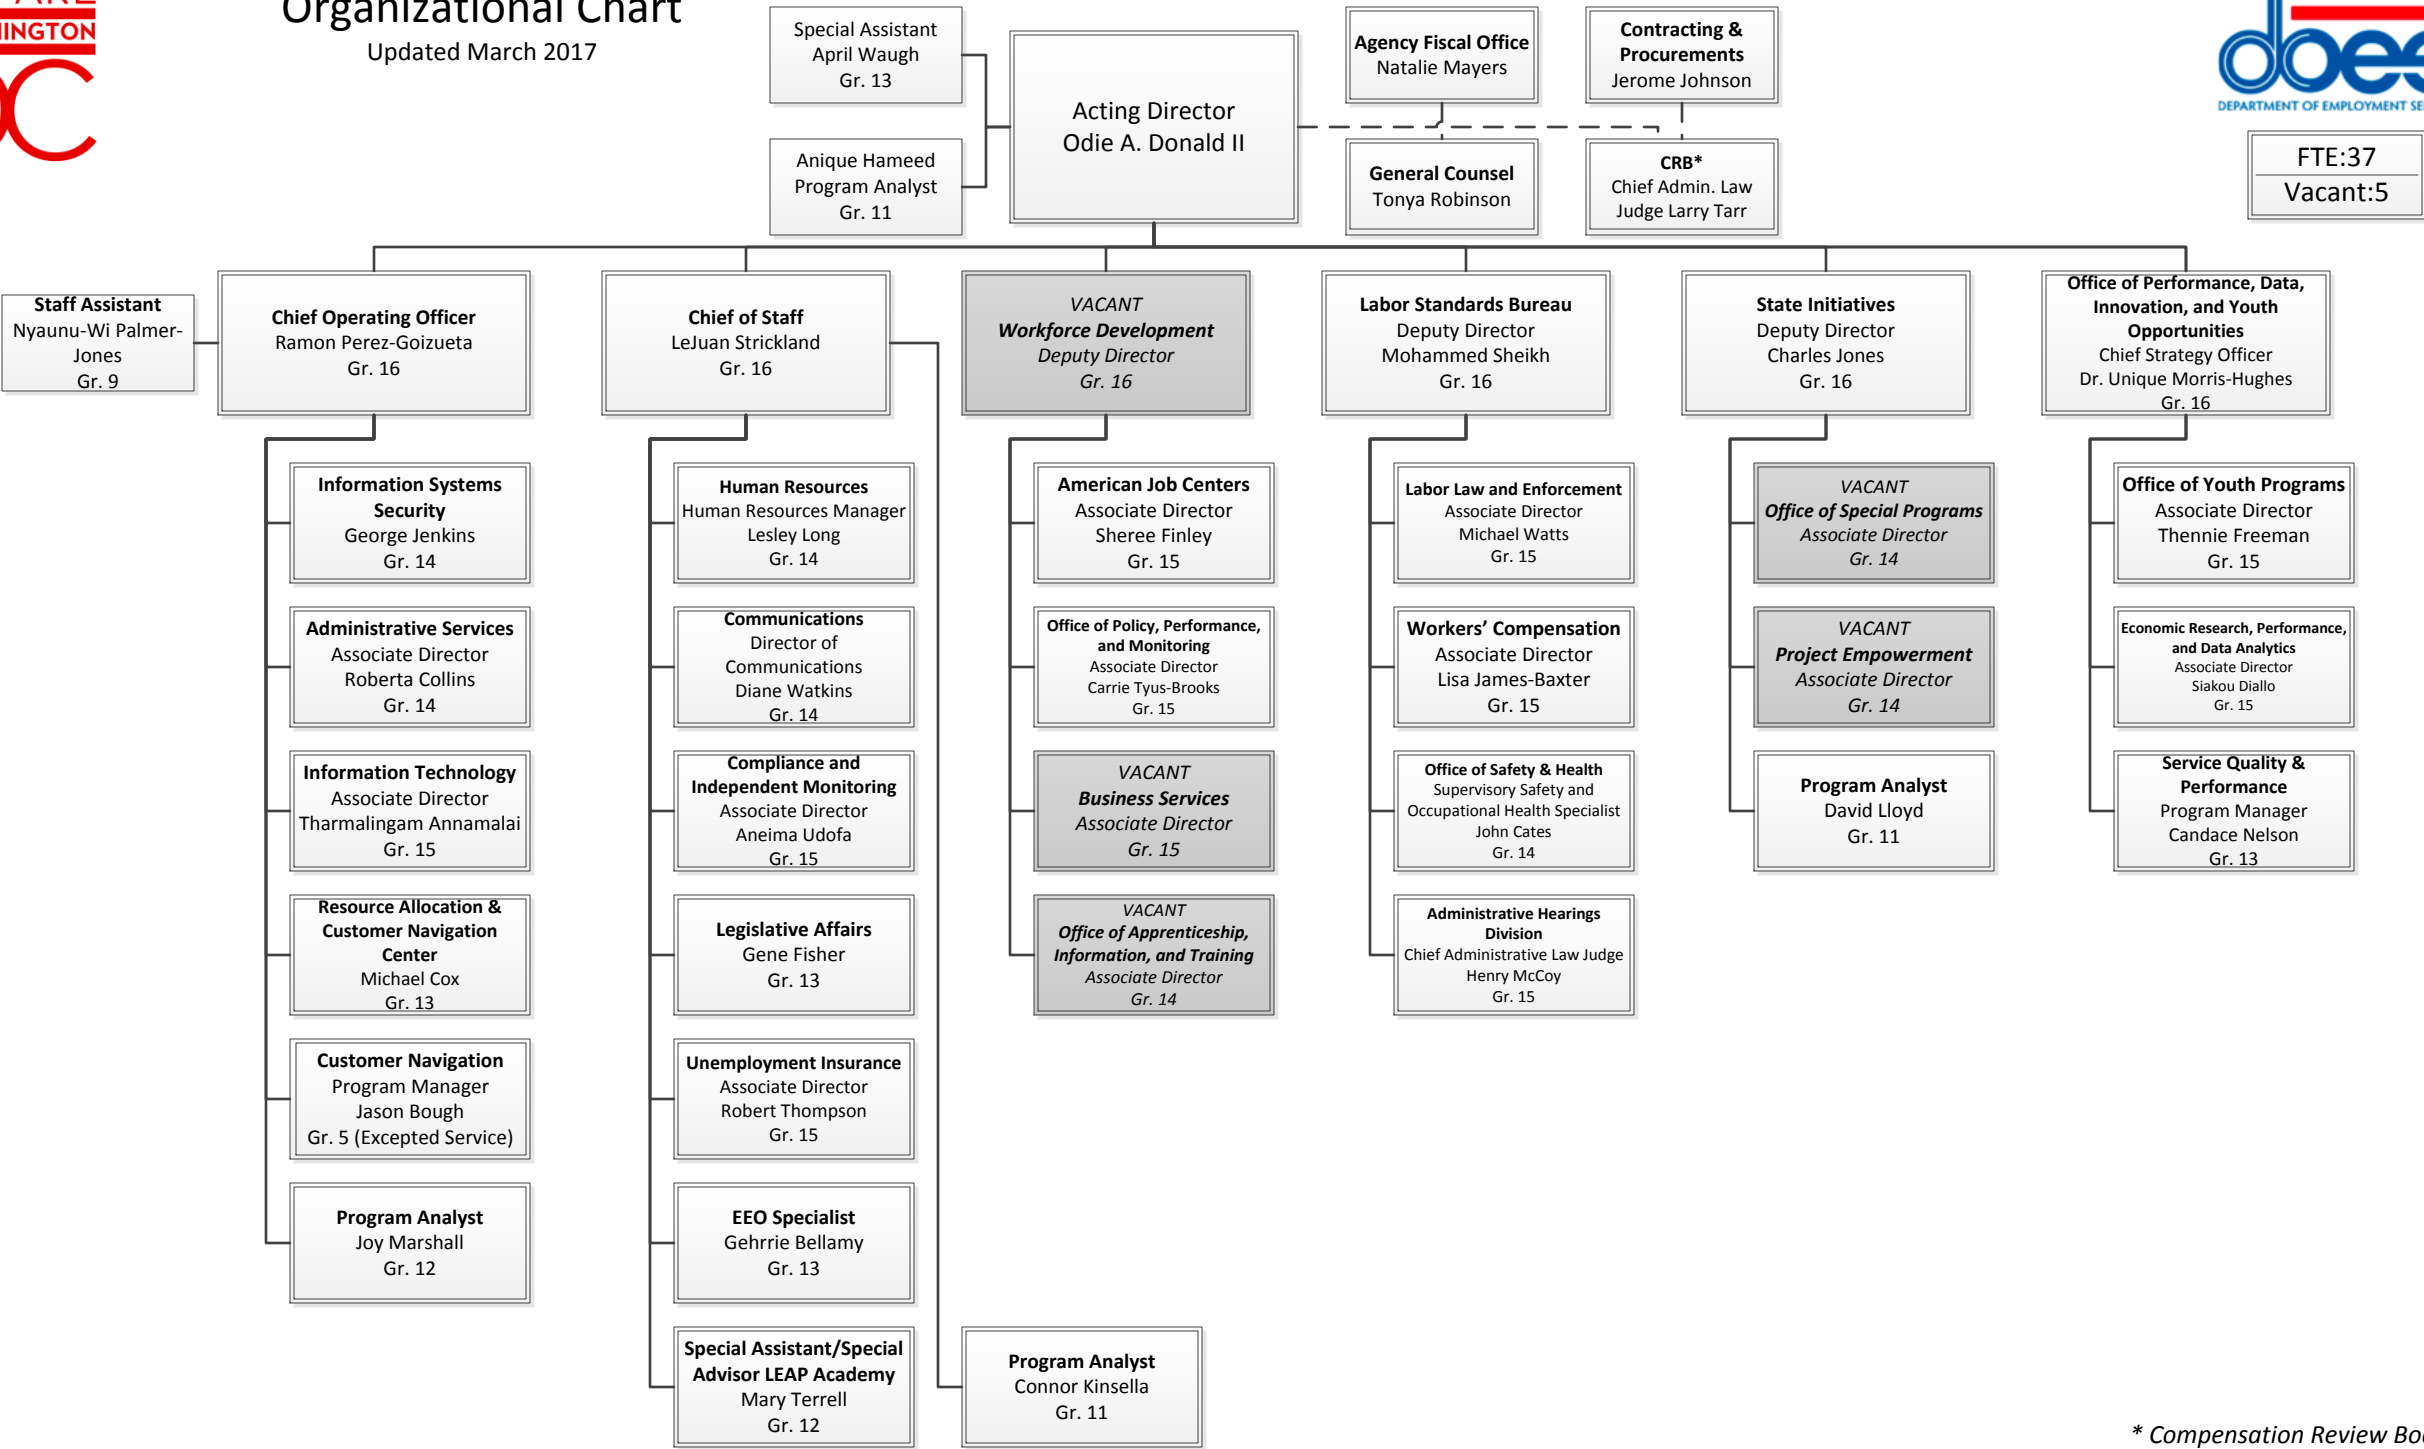 Organizational Chart
Updated March 2017
Special Assistant
April Waugh
Gr. 13
Anique Hameed
Program Analyst
Gr. 11
Acting Director
Odie A. Donald II
Agency Fiscal Office
Natalie Mayers
Contracting &
Procurements
Jerome Johnson
General Counsel
Tonya Robinson
CRB*
Chief Admin. Law
Judge Larry Tarr
DEPARTMENT OF EMPLOYMENT
FTE:37
Vacant:5
Staff Assistant
Nyaunu-Wi Palmer-
Jones
Gr. 9
Chief Operating Officer
Ramon Perez-Goizueta
Gr. 16
Chief of Staff
LeJuan Strickland
Gr. 16
VACANT
Workforce Development
Deputy Director
Gr. 16
Labor Standards Bureau
Deputy Director
Mohammed Sheikh
Gr. 16
State Initiatives
Deputy Director
Charles Jones
Gr. 16
Office of Performance, Data,
Innovation, and Youth
Opportunities
Chief Strategy Officer
Dr. Unique Morris-Hughes
Gr. 16
Information Systems
Security
George Jenkins
Gr. 14
Administrative Services
Associate Director
Roberta Collins
Gr. 14
Information Technology
Associate Director
Tharmalingam Annamalai
Gr. 15
Resource Allocation &
Customer Navigation
Center
Michael Cox
Gr. 13
Customer Navigation
Program Manager
Jason Bough
Gr. 5 (Excepted Service)
Program Analyst
Joy Marshall
Gr. 12
Human Resources
Human Resources Manager
Lesley Long
Gr. 14
Communications
Director of
Communications
Diane Watkins
Gr. 14
Compliance and
Independent Monitoring
Associate Director
Aneima Udofa
Gr. 15
Legislative Affairs
Gene Fisher
Gr. 13
Unemployment Insurance
Associate Director
Robert Thompson
Gr. 15
EEO Specialist
Gehrrie Bellamy
Gr. 13
Special Assistant/Special
Advisor LEAP Academy
Mary Terrell
Gr. 12
Program Analyst
Connor Kinsella
Gr. 11
American Job Centers
Associate Director
Sheree Finley
Gr. 15
Office of Policy, Performance,
and Monitoring
Associate Director
Carrie Tyus-Brooks
Gr. 15
VACANT
Business Services
Associate Director
Gr. 15
VACANT
Office of Apprenticeship,
Information, and Training
Associate Director
Gr. 14
Labor Law and Enforcement
Associate Director
Michael Watts
Gr. 15
Workers’ Compensation
Associate Director
Lisa James-Baxter
Gr. 15
Office of Safety & Health
Supervisory Safety and
Occupational Health Specialist
John Cates
Gr. 14
Administrative Hearings
Division
Chief Administrative Law Judge
Henry McCoy
Gr. 15
VACANT
Office of Special Programs
Associate Director
Gr. 14
VACANT
Project Empowerment
Associate Director
Gr. 14
Program Analyst
David Lloyd
Gr. 11
Office of Youth Programs
Associate Director
Thennie Freeman
Gr. 15
Economic Research, Performance,
and Data Analytics
Associate Director
Siakou Diallo
Gr. 15
Service Quality &
Performance
Program Manager
Candace Nelson
Gr. 13
* Compensation Review